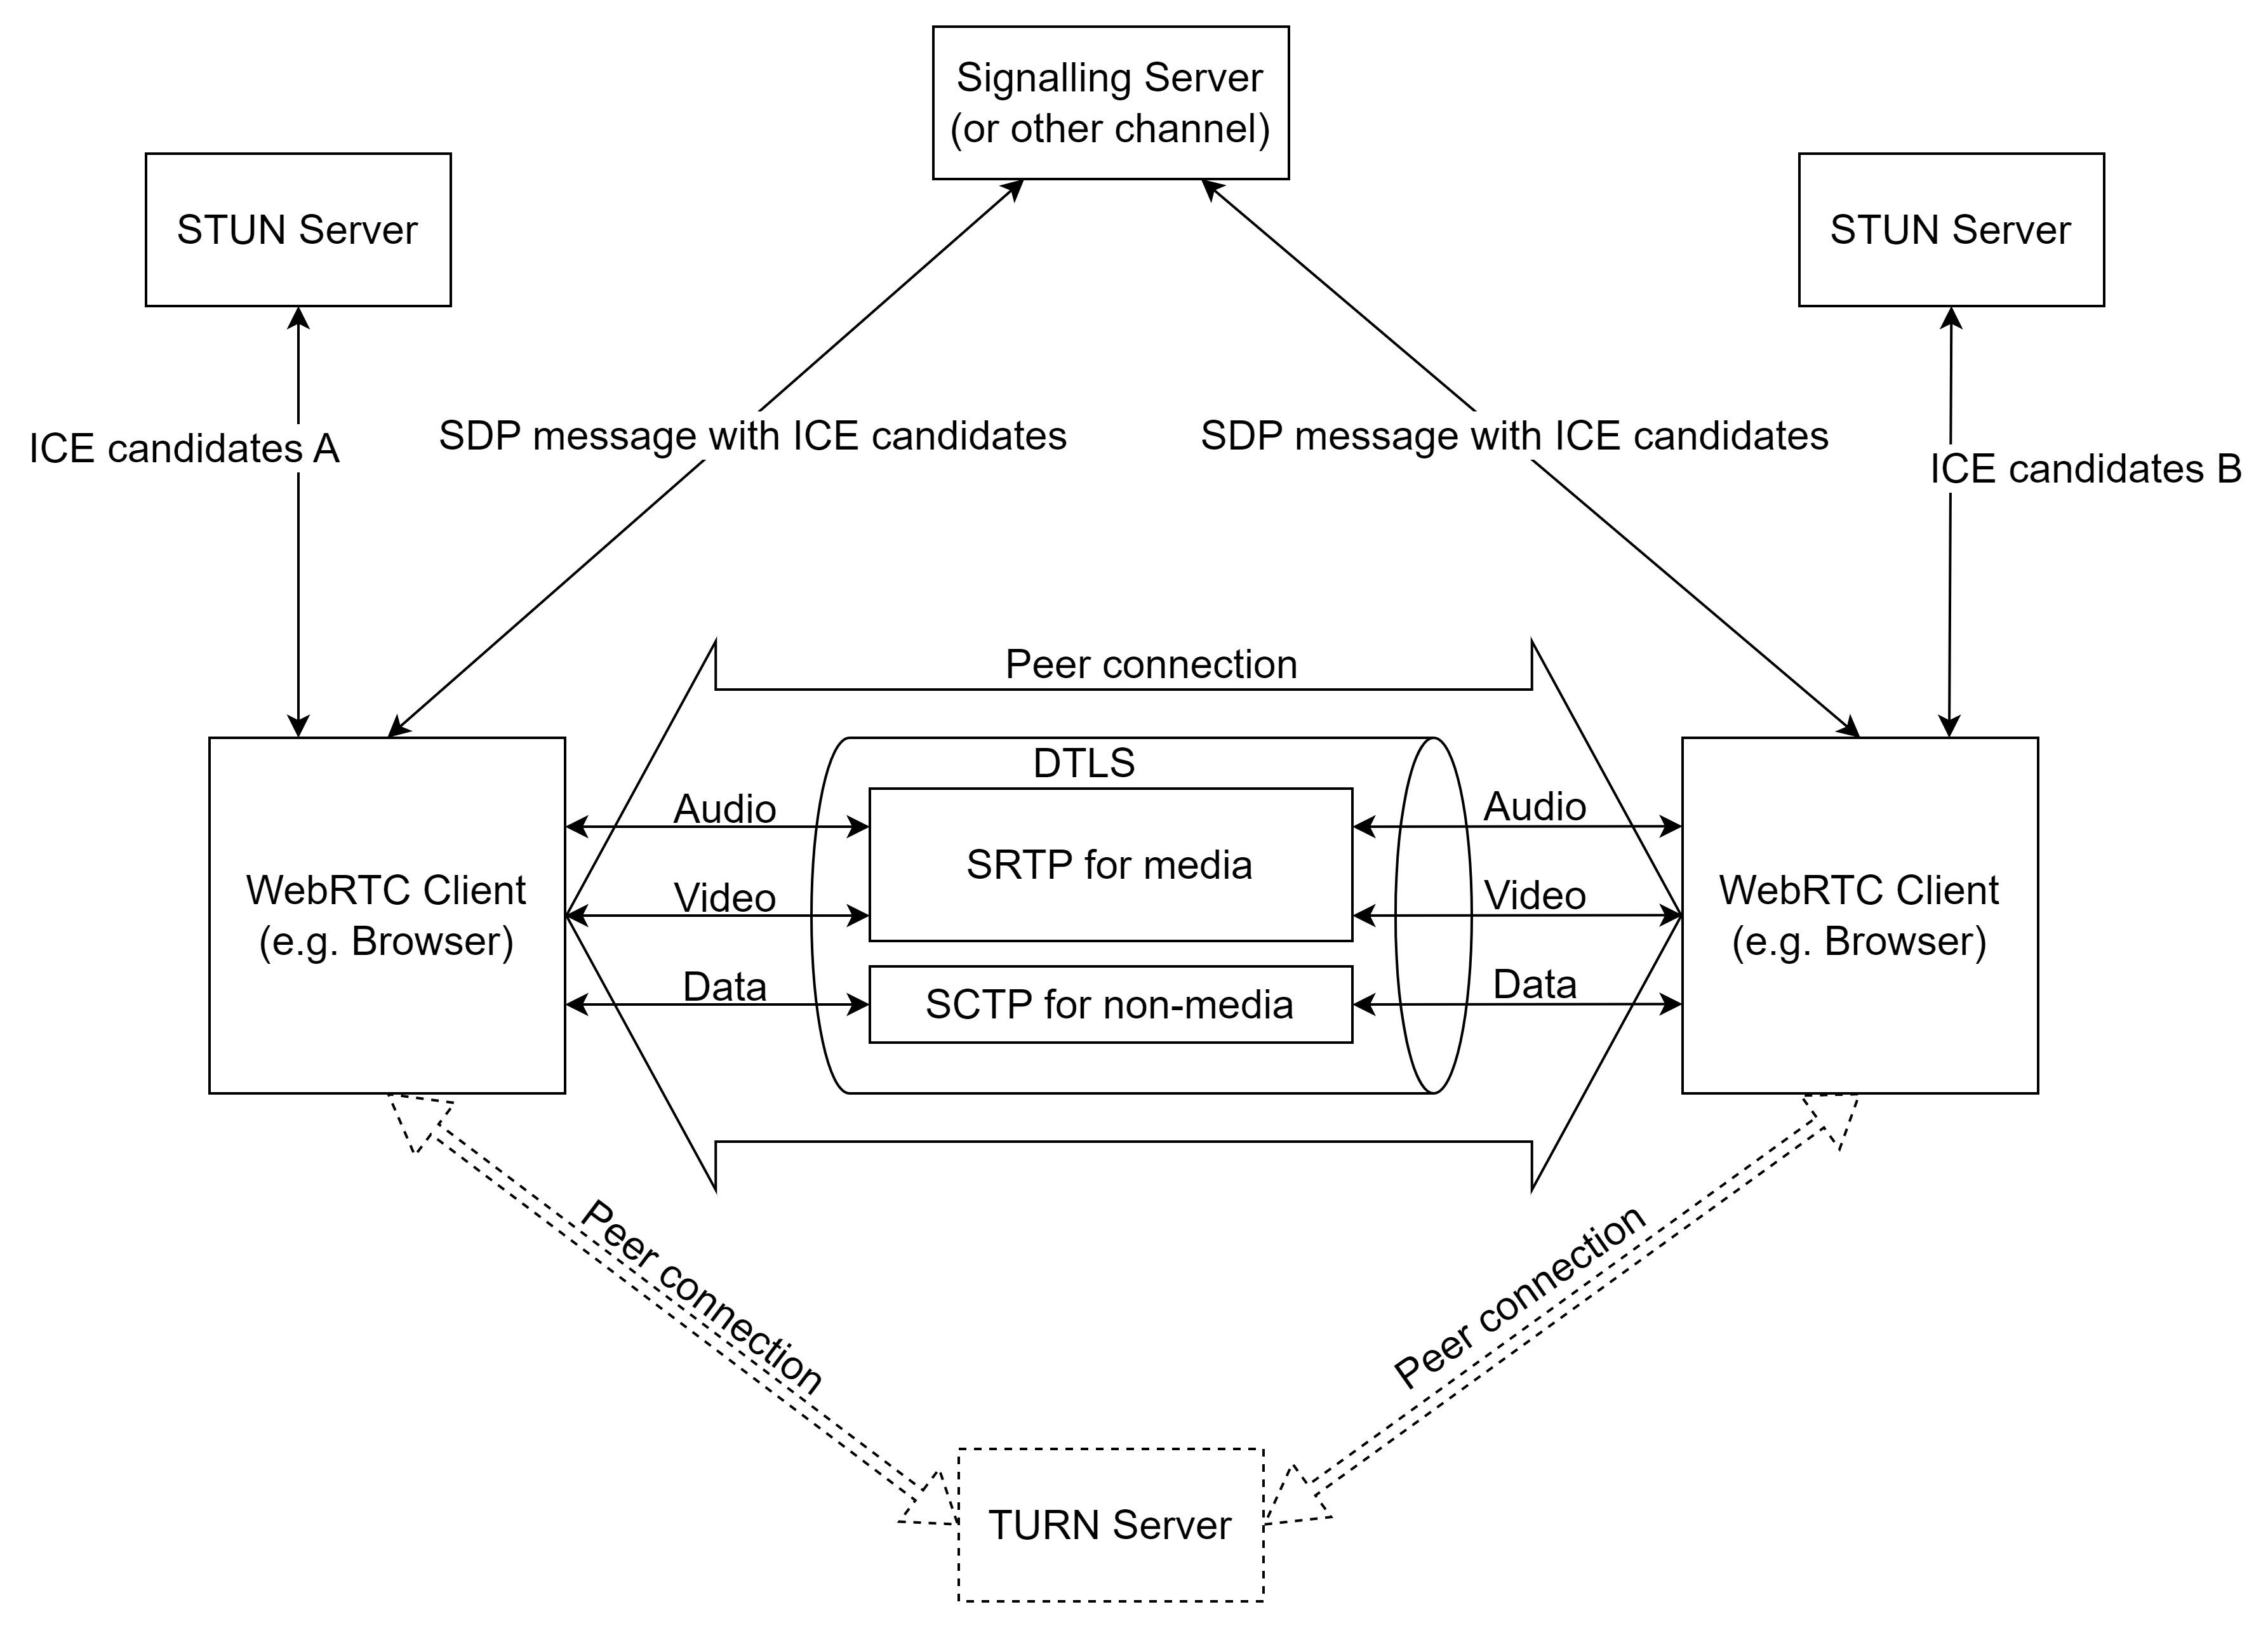 Signalling Server
(or other channel)
STUN Server
STUN Server
ICE candidates A
SDP message with ICE candidates
SDP message with ICE candidates
ICE candidates B
Peer connection
DTLS
Audio
Audio
SRTP for media
Video
Video
WebRTC Client
(e.g. Browser)
WebRTC Client
(e.g. Browser)
Data
SCTP for non-media
Data
Peer connection
Peer connection
TURN Server